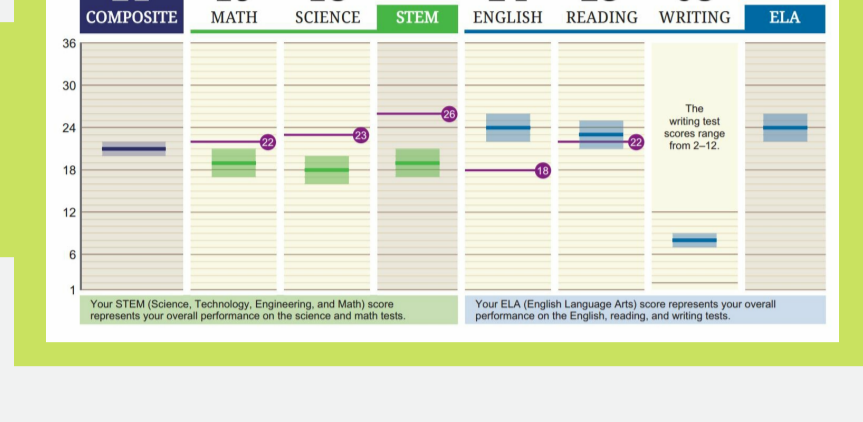 COMPOSITE MATH SCIENCE STEM ENGLISH READING WRITING ELA
36
30
24
18
12
6
1
22
23
26
18
22
The
writing test
scores range
from 2–12.
Your STEM (Science, Technology, Engineering, and Math) score
represents your overall performance on the science and math tests.
Your ELA (English Language Arts) score represents your overall
performance on the English, reading, and writing tests.